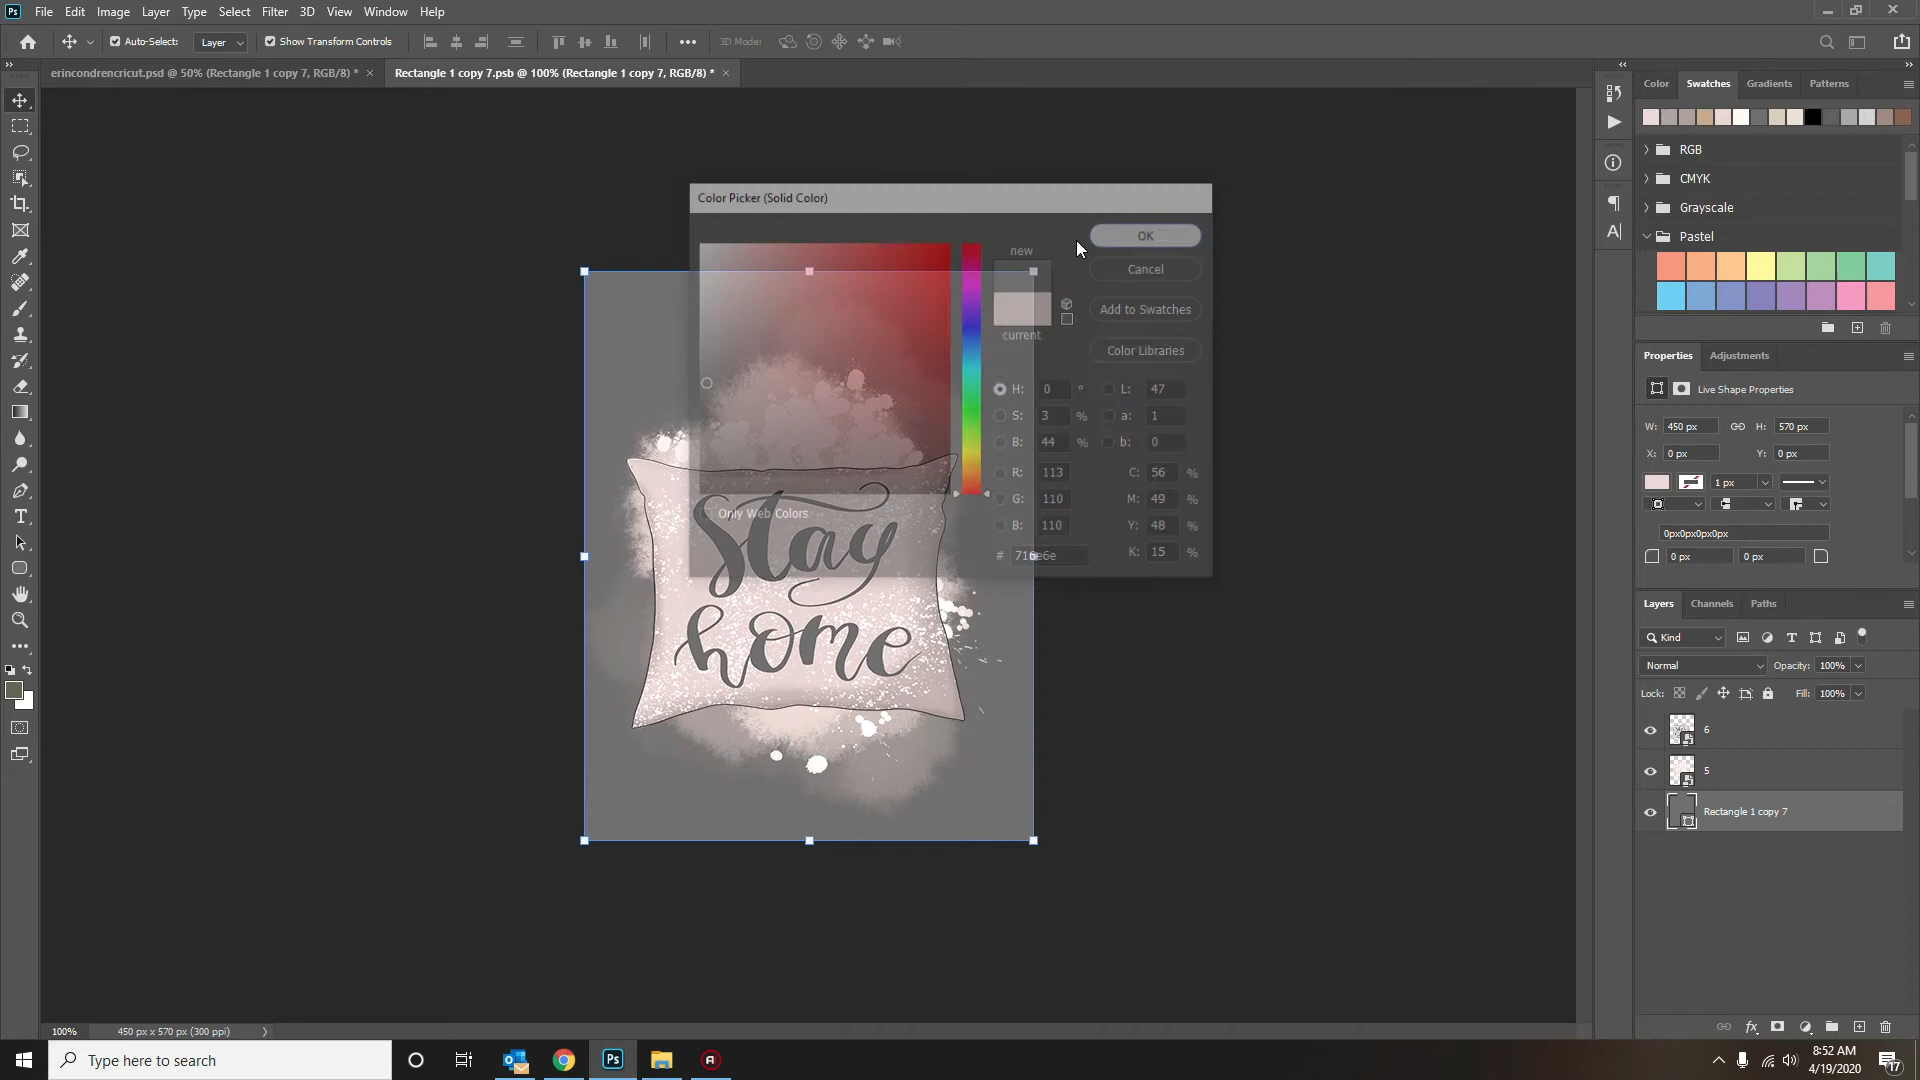 Ps File Edit Image Layer Type Select Filter 3D View Window Help
Auto-Select: Layer Show Transform Controls 3D Mode:
erincondrencricut.psd @ 50% (Rectangle 1 copy 7, RGB/8) * × Rectangle 1 copy 7.psb @ 100% (Rectangle 1 copy 7, RGB/8) * ×
Color Swatches Gradients Patterns
RGB
CMYK
Grayscale
Pastel
Color Picker (Solid Color)
new
current
OK
Cancel
Add to Swatches
Color Libraries
H: 0 ° L: 47
S: 3 % a: 1
B: 44 % b: 0
R: 113 C: 56 %
G: 110 M: 49 %
B: 110 Y: 48 %
# 716e6e K: 15 %
Only Web Colors
Stay
home
Properties Adjustments
Live Shape Properties
W: 450 px H: 570 px
X: 0 px Y: 0 px
1 px
0px0px0px0px
0 px 0 px
Layers Channels Paths
Kind
Normal Opacity: 100%
Lock: Fill: 100%
6
5
Rectangle 1 copy 7
100% 450 px x 570 px (300 ppi)
Type here to search
Ps
8:52 AM
4/19/2020
17